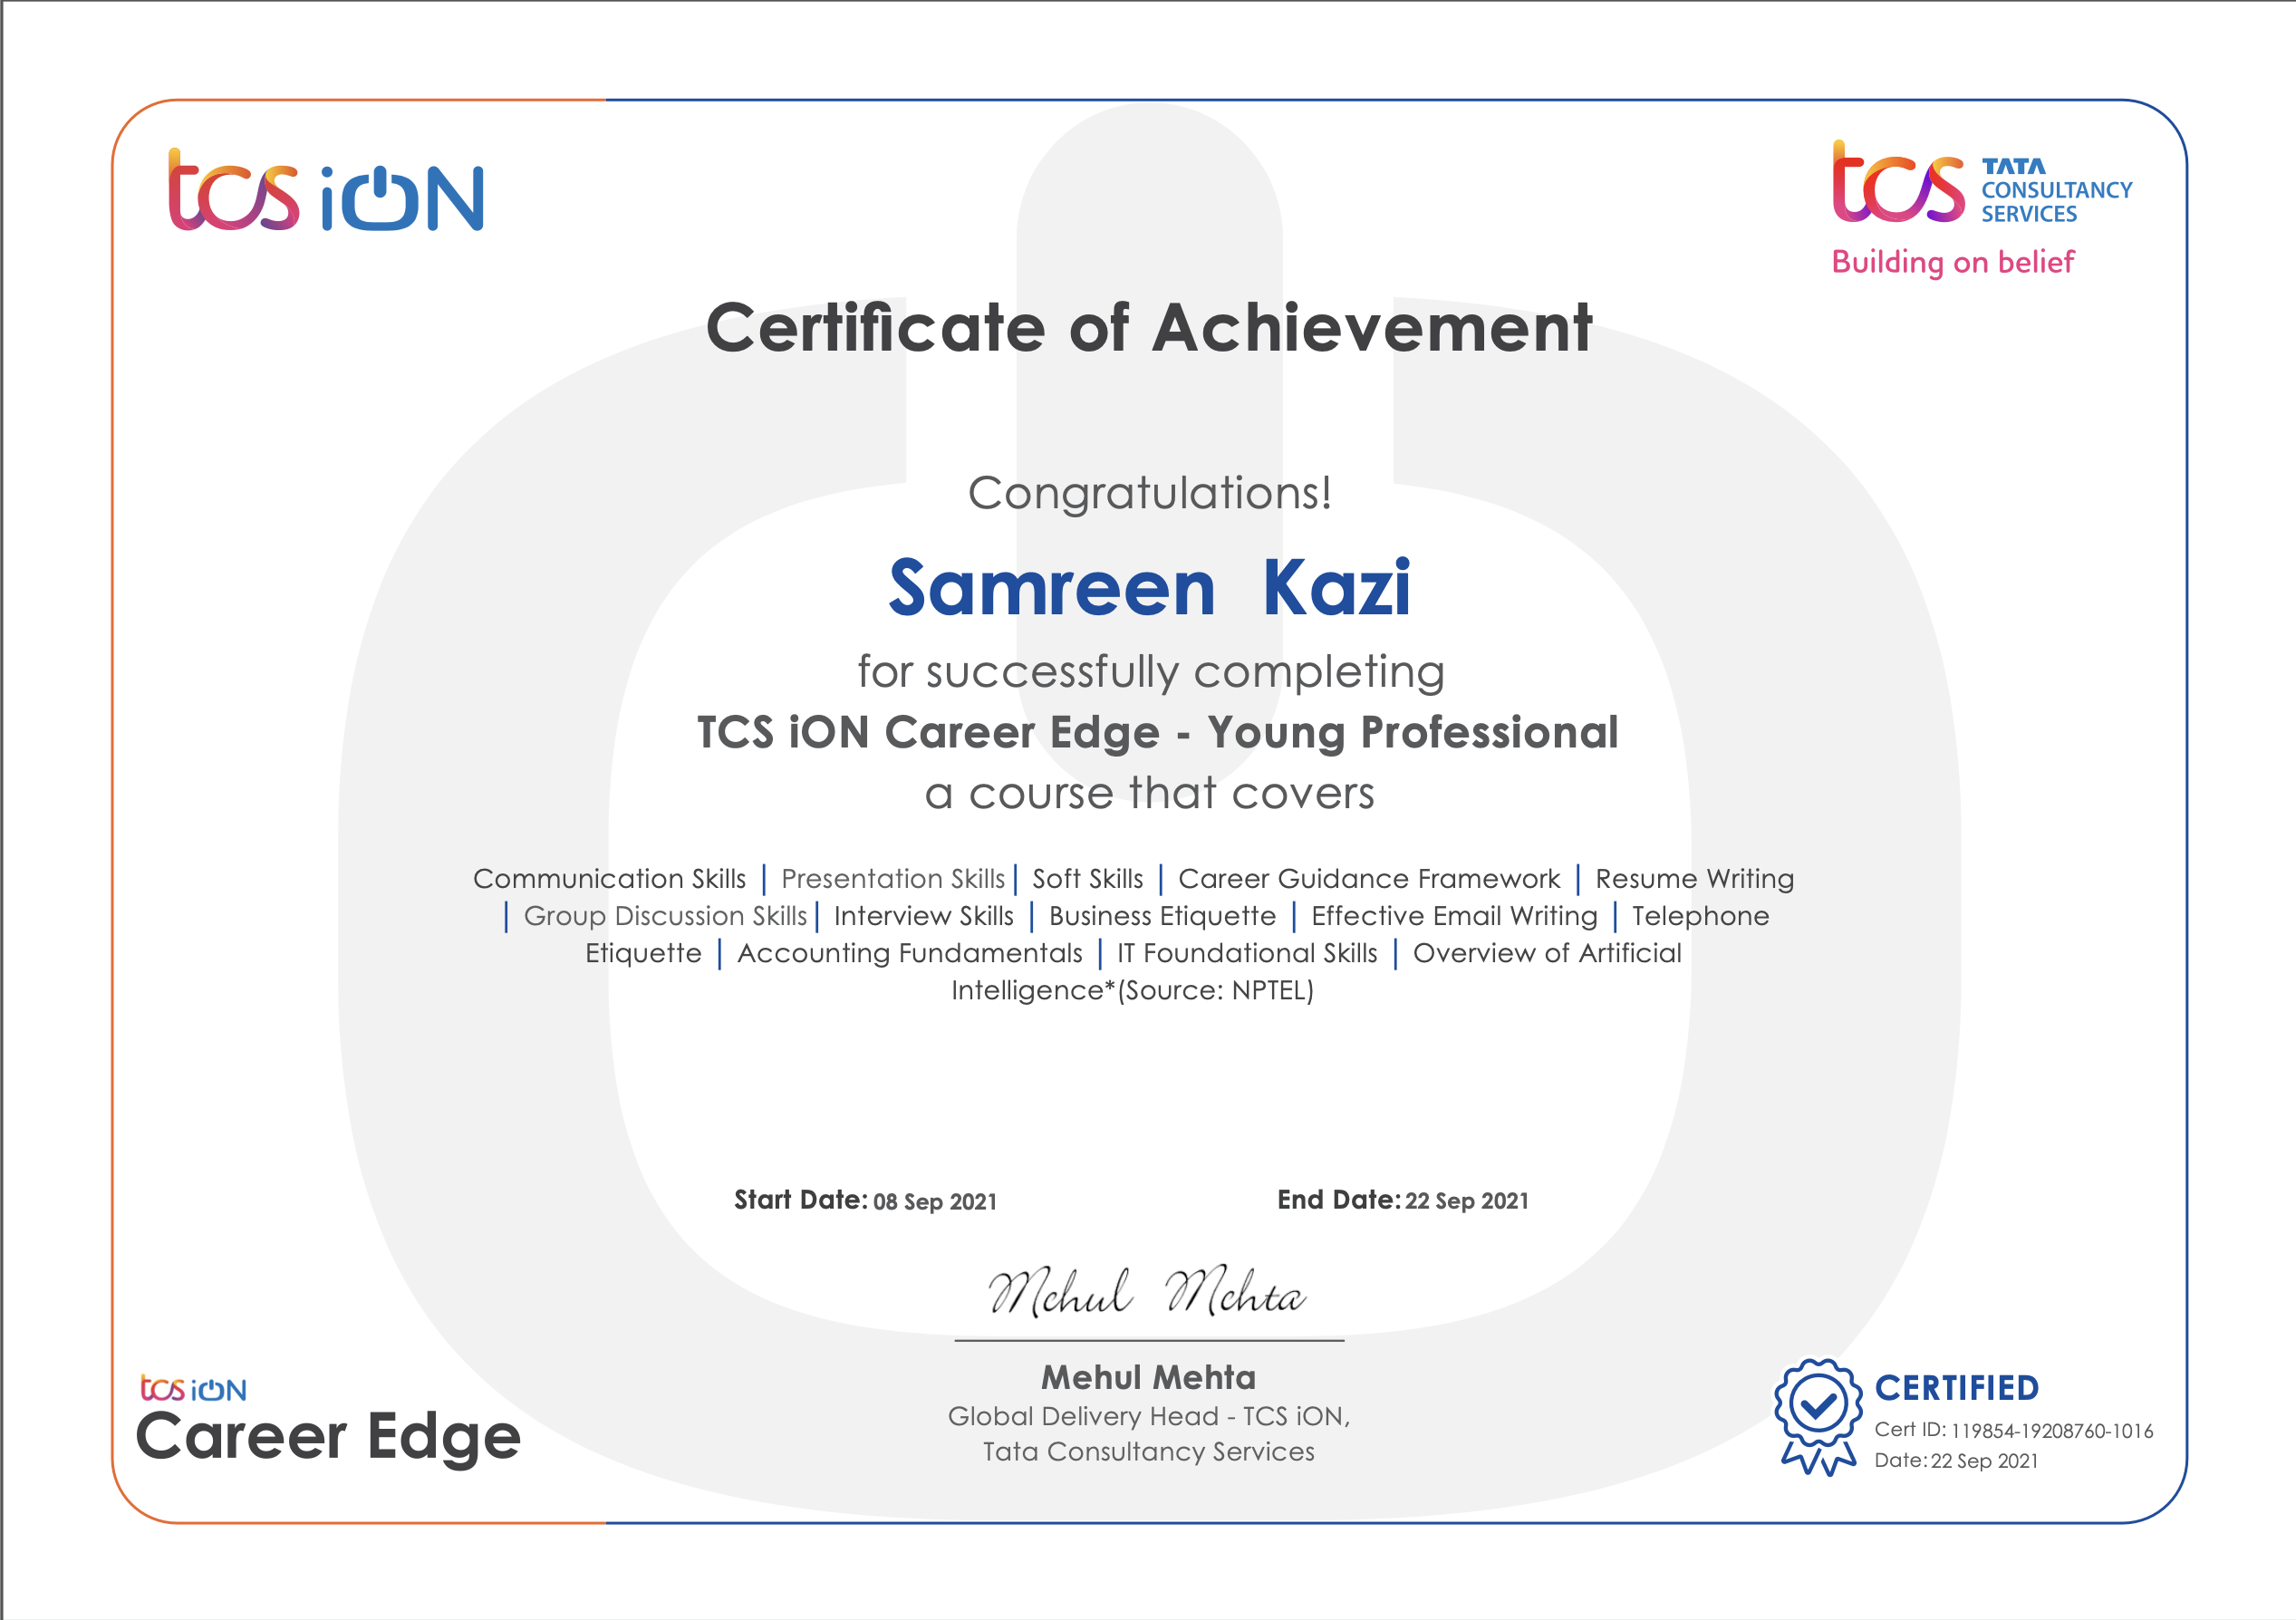 tcs iON
tcs TATA
CONSULTANCY
SERVICES
Building on belief
Certificate of Achievement
Congratulations!
Samreen Kazi
for successfully completing
TCS iON Career Edge - Young Professional
a course that covers
Communication Skills | Presentation Skills | Soft Skills | Career Guidance Framework | Resume Writing
| Group Discussion Skills | Interview Skills | Business Etiquette | Effective Email Writing | Telephone
Etiquette | Accounting Fundamentals | IT Foundational Skills | Overview of Artificial
Intelligence*(Source: NPTEL)
Start Date: 08 Sep 2021
End Date: 22 Sep 2021
Mehul Mehta
Mehul Mehta
Global Delivery Head - TCS iON,
Tata Consultancy Services
tcs iON
Career Edge
CERTIFIED
Cert ID: 119854-19208760-1016
Date: 22 Sep 2021